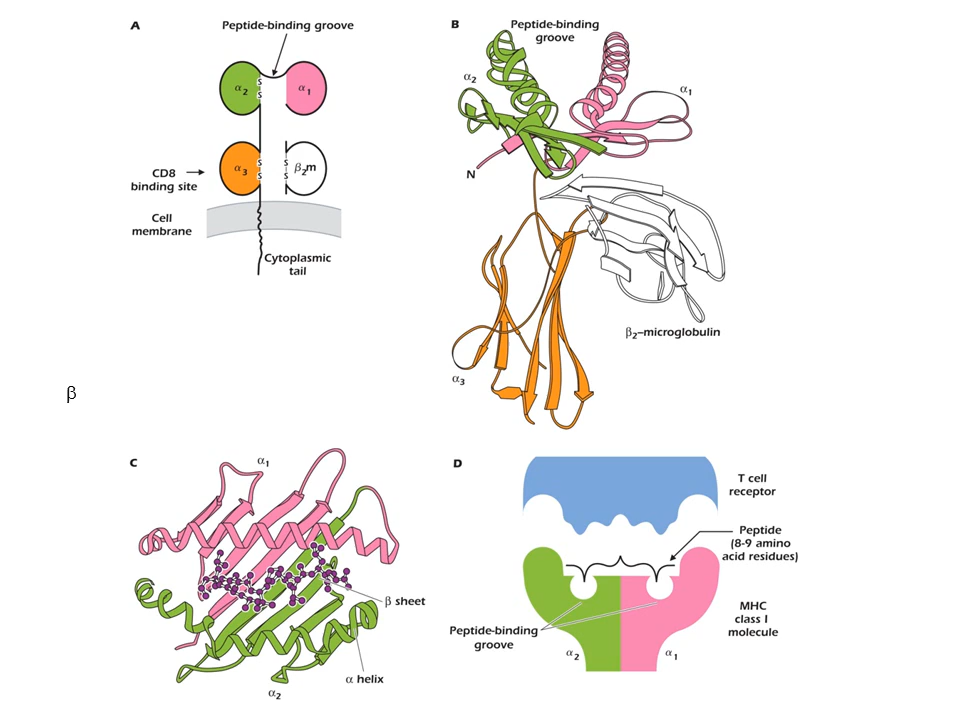 A
Peptide-binding groove
α2
S
S
α1
α3
S
S
S
S
β2m
CD8
binding site
Cell
membrane
Cytoplasmic
tail
B
Peptide-binding
groove
α2
α1
N
β2–microglobulin
α3
β
C
α1
β sheet
α helix
α2
D
T cell
receptor
Peptide
(8-9 amino
acid residues)
MHC
class I
molecule
Peptide-binding
groove
α2
α1